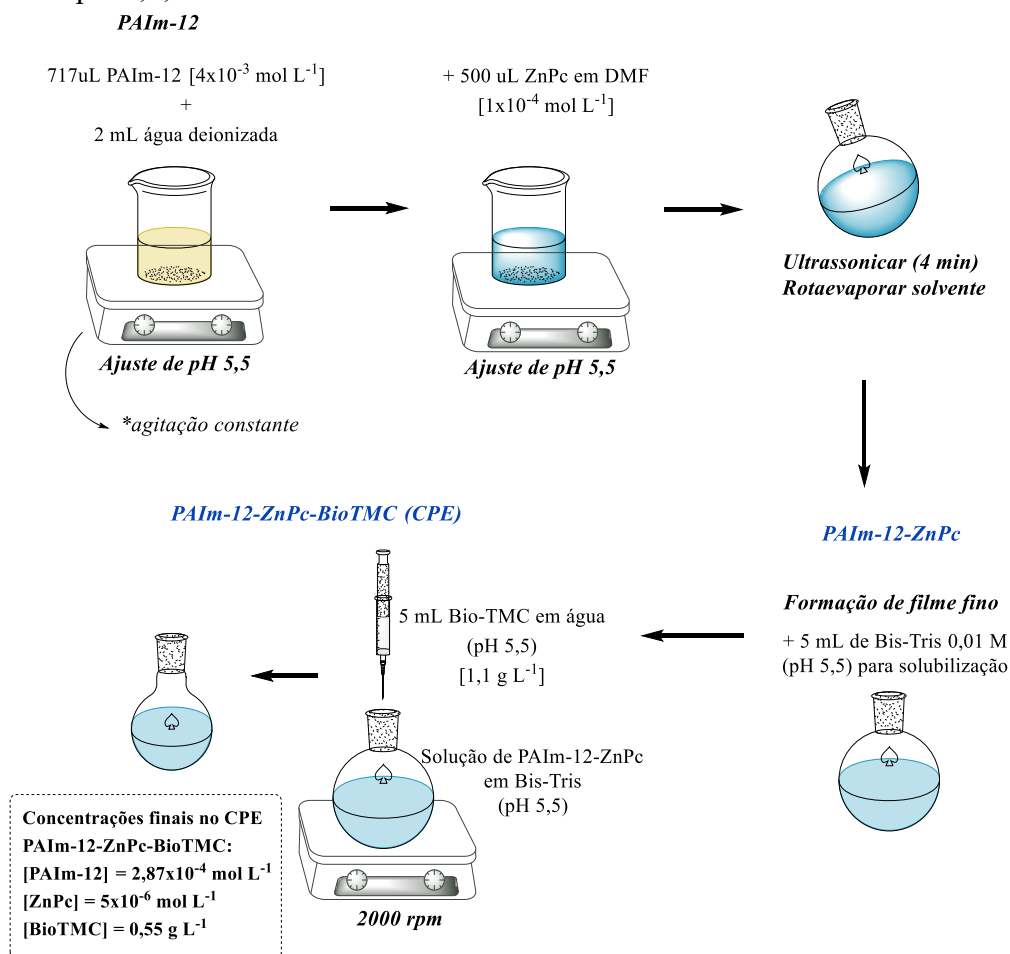 PAIm-12
717uL PAIm-12 [4x10-3 mol L-1]
+
2 mL água deionizada
Ajuste de pH 5,5
*agitação constante
+ 500 uL ZnPc em DMF
[1x10-4 mol L-1]
Ajuste de pH 5,5
Ultrassonicar (4 min)
Rotaevaporar solvente
PAIm-12-ZnPc
Formação de filme fino
+ 5 mL de Bis-Tris 0,01 M
(pH 5,5) para solubilização
PAIm-12-ZnPc-BioTMC (CPE)
5 mL Bio-TMC em água
(pH 5,5)
[1,1 g L-1]
Solução de PAIm-12-ZnPc
em Bis-Tris
(pH 5,5)
2000 rpm
Concentrações finais no CPE
PAIm-12-ZnPc-BioTMC:
[PAIm-12] = 2,87x10-4 mol L-1
[ZnPc] = 5x10-6 mol L-1
[BioTMC] = 0,55 g L-1